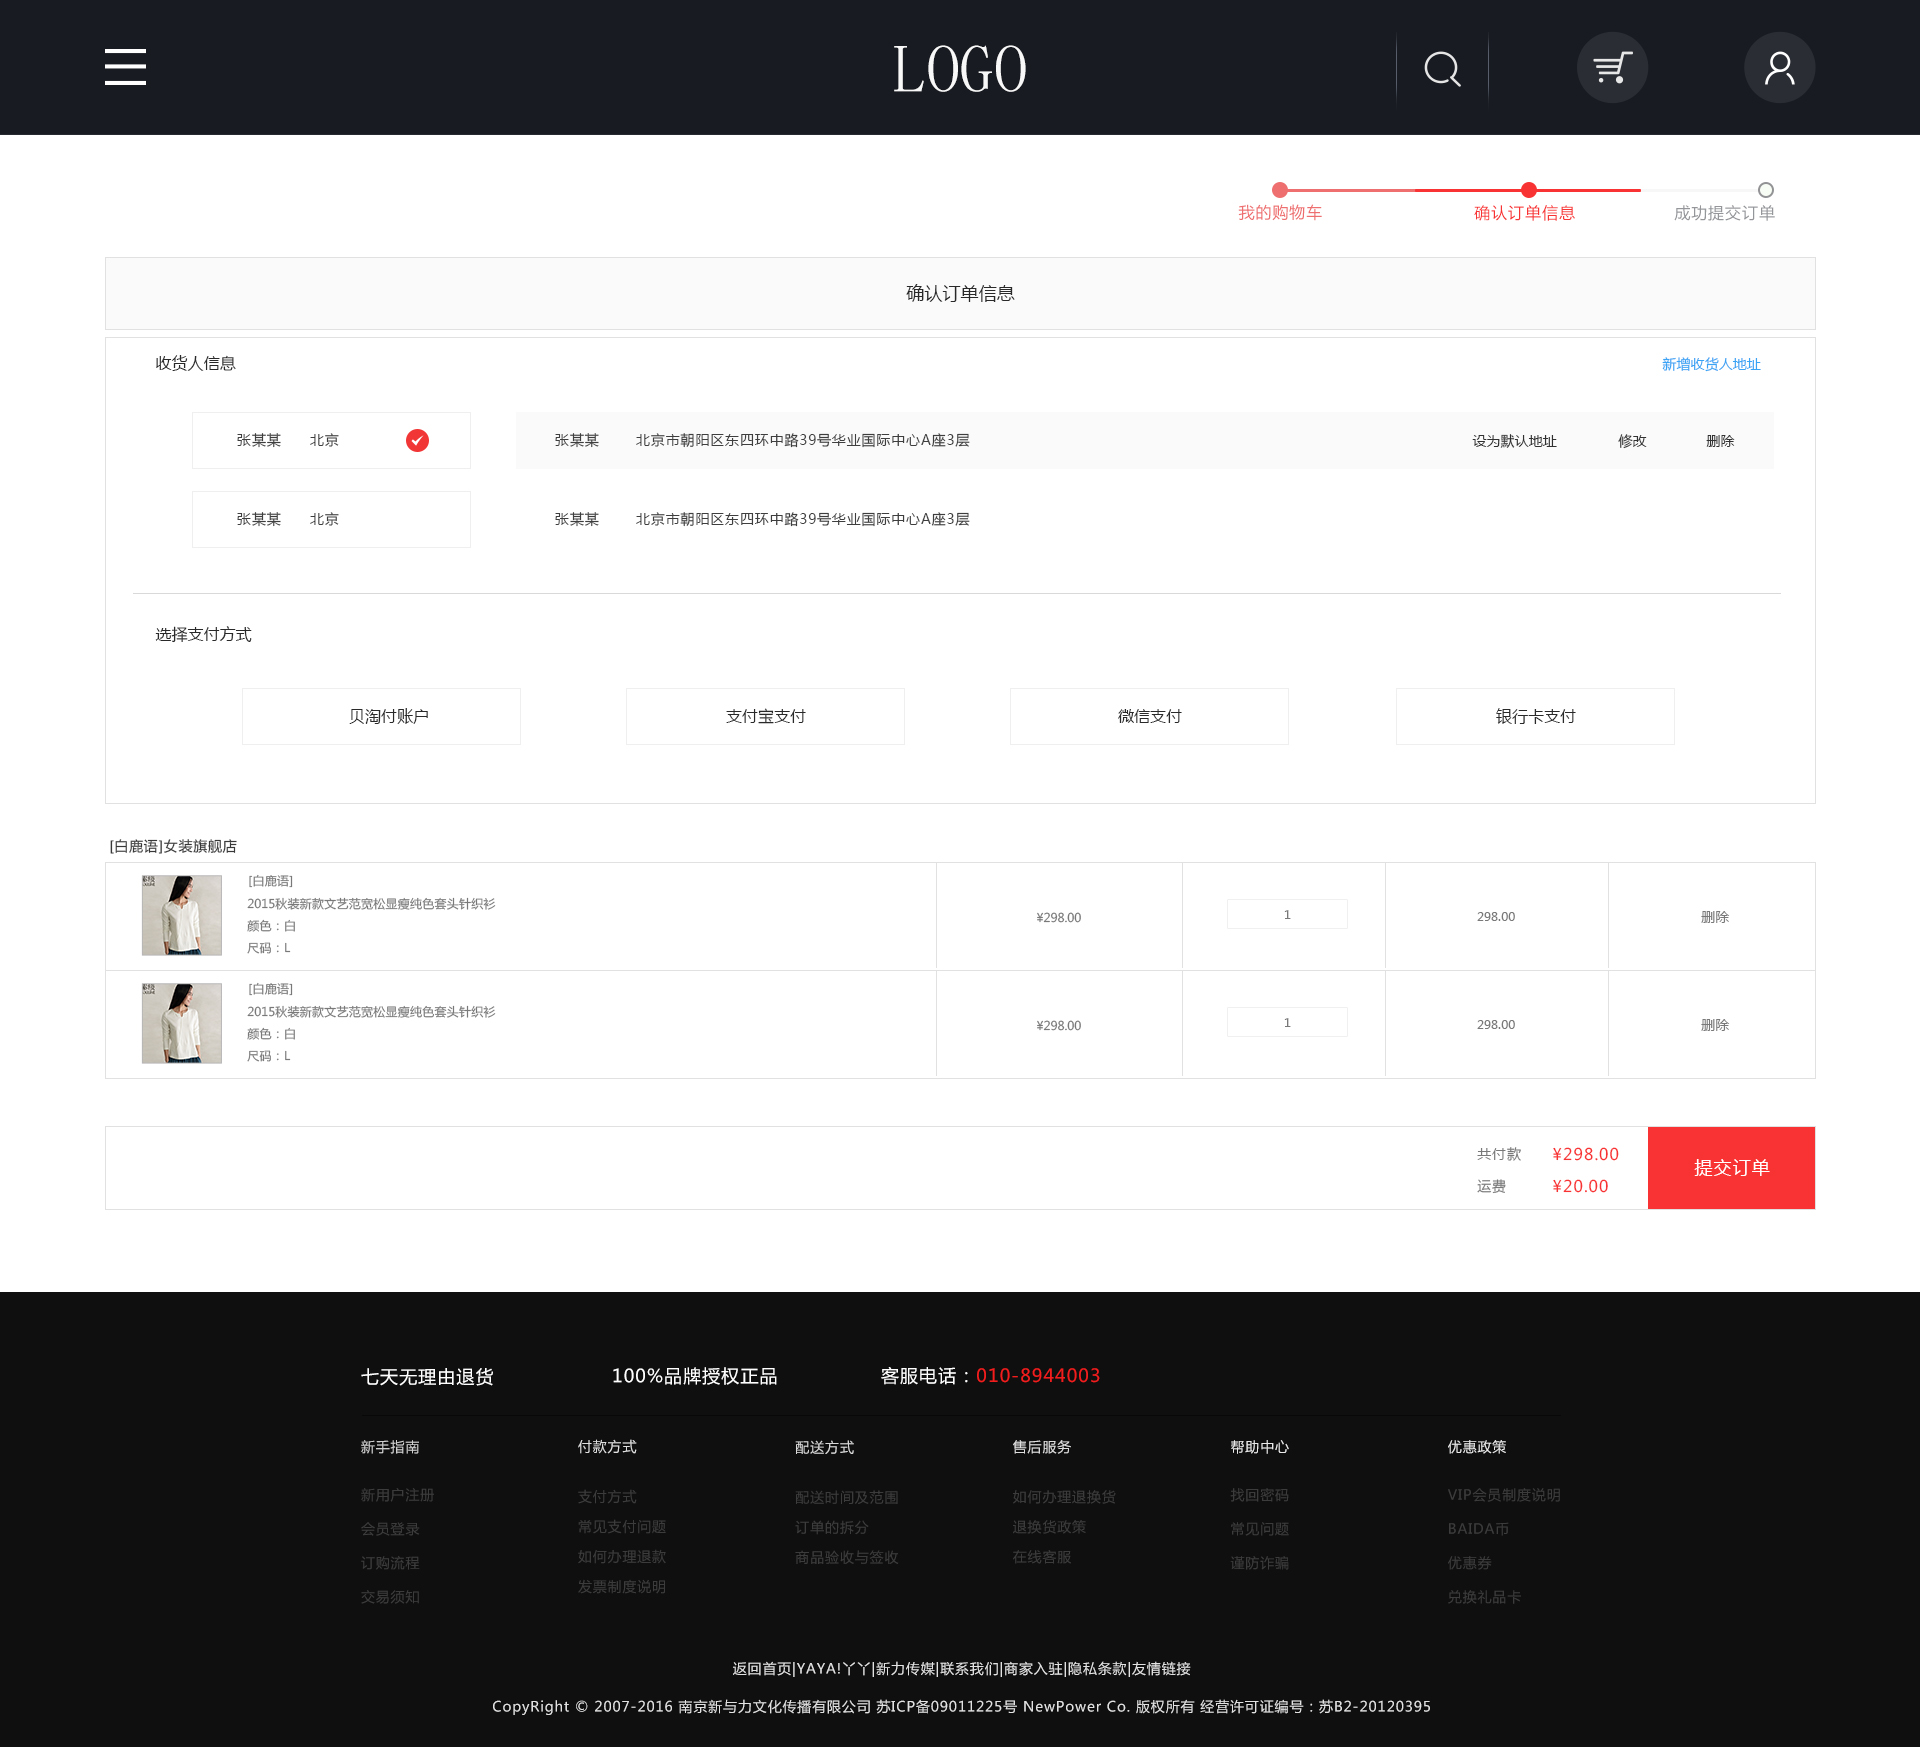 LOGO
我的购物车 确认订单信息 成功提交订单
确认订单信息
收货人信息 新增收货人地址
张某某 北京 张某某 北京市朝阳区东四环中路39号华业国际中心A座3层 设为默认地址 修改 删除
张某某 北京 张某某 北京市朝阳区东四环中路39号华业国际中心A座3层
选择支付方式
贝淘付账户 支付宝支付 微信支付 银行卡支付
[白鹿语]女装旗舰店
[白鹿语]
2015秋装新款文艺范宽松显瘦纯色套头针织衫
颜色：白
尺码：L
¥298.00 1 298.00 删除
[白鹿语]
2015秋装新款文艺范宽松显瘦纯色套头针织衫
颜色：白
尺码：L
¥298.00 1 298.00 删除
共付款 ¥298.00
运费 ¥20.00
提交订单
七天无理由退货 100%品牌授权正品 客服电话：010-8944003
新手指南 付款方式 配送方式 售后服务 帮助中心 优惠政策
新用户注册 支付方式 配送时间及范围 如何办理退换货 找回密码 VIP会员制度说明
会员登录 常见支付问题 订单的拆分 退换货政策 常见问题 BAIDA币
订购流程 如何办理退款 商品验收与签收 在线客服 谨防诈骗 优惠券
交易须知 发票制度说明 兑换礼品卡
返回首页|YAYA!丫丫|新力传媒|联系我们|商家入驻|隐私条款|友情链接
CopyRight © 2007-2016 南京新与力文化传播有限公司 苏ICP备09011225号 NewPower Co. 版权所有 经营许可证编号：苏B2-20120395